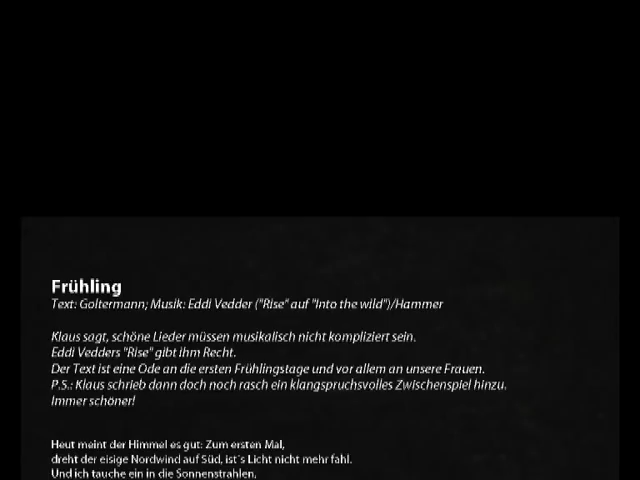 Frühling
Text: Goltermann; Musik: Eddi Vedder ("Rise" auf "Into the wild")/Hammer
Klaus sagt, schöne Lieder müssen musikalisch nicht kompliziert sein.
Eddi Vedders "Rise" gibt ihm Recht.
Der Text ist eine Ode an die ersten Frühlingstage und vor allem an unsere Frauen.
P.S.: Klaus schrieb dann doch noch rasch ein klangspruchsvolles Zwischenspiel hinzu.
Immer schöner!
Heut meint der Himmel es gut: Zum ersten Mal,
dreht der eisige Nordwind auf Süd, ist´s Licht nicht mehr fahl.
Und ich tauche ein in die Sonnenstrahlen,